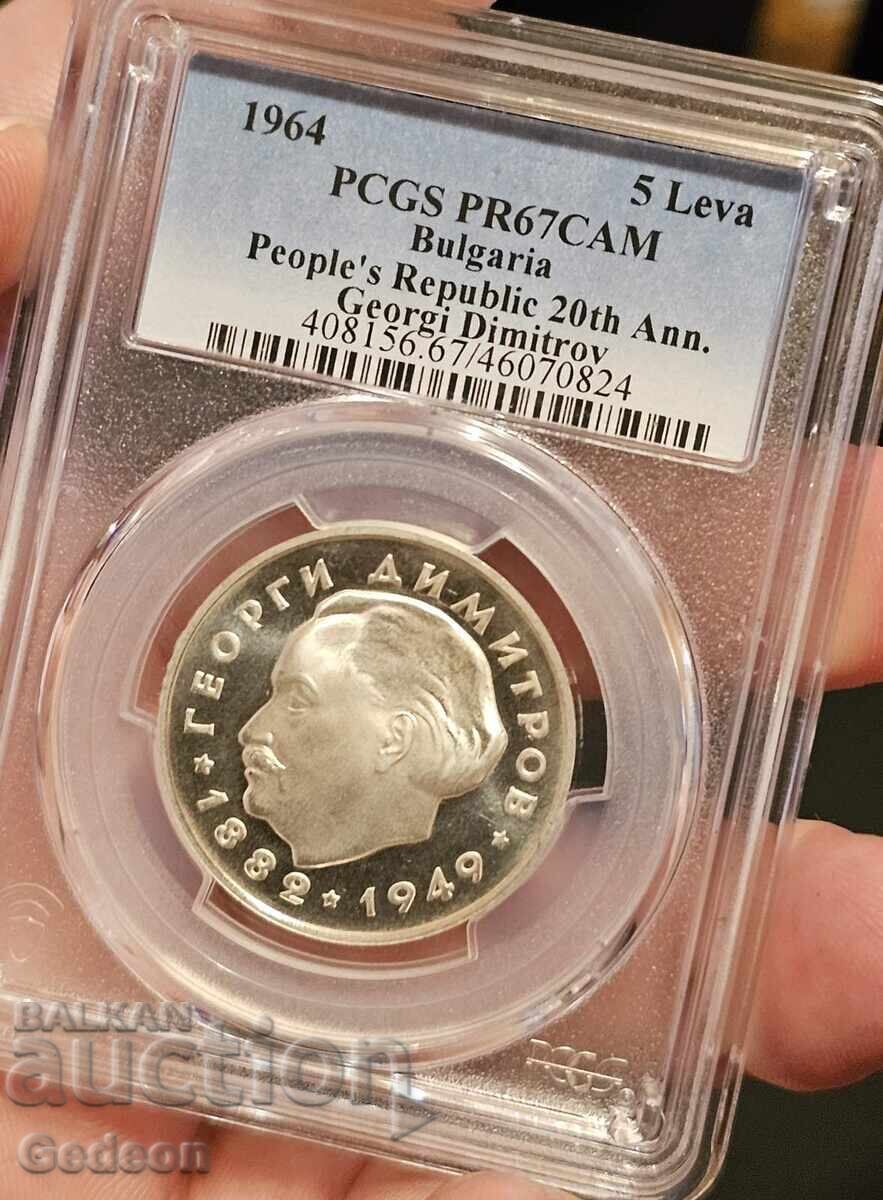 1964
5 Leva
PCGS PR67CAM
Bulgaria
People's Republic 20th Ann.
Georgi Dimitrov
408156.67/46070824
ГЕОРГИ ДИМИТРОВ
1882 1949
PCGS
BALKAN
auction
Gedeon